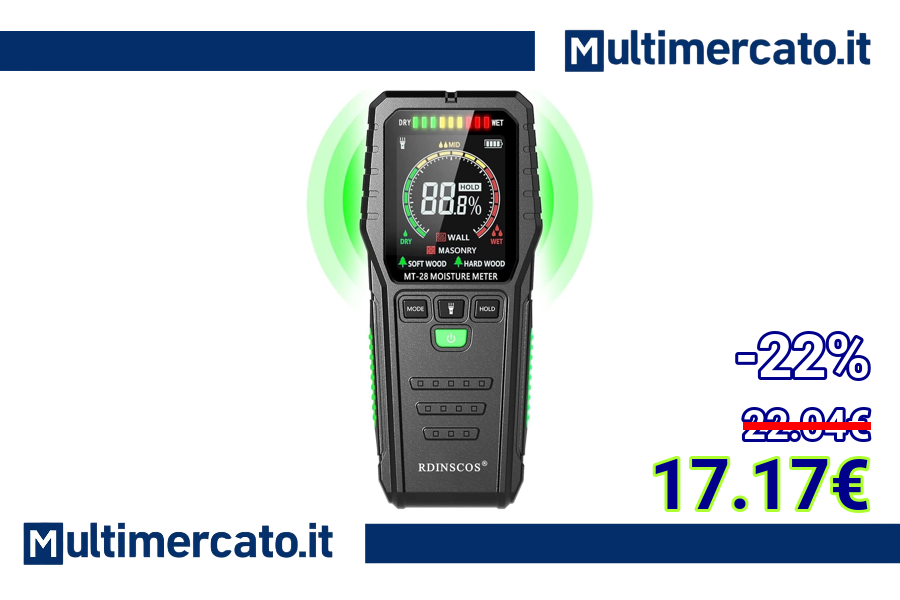 Multimercato.it
DRY WET
MID
88.8% HOLD
DRY WET
WALL
MASONRY
SOFT WOOD HARD WOOD
MT-28 MOISTURE METER
MODE HOLD
-22%
22.04€
17.17€
RDINSCOS®
Multimercato.it